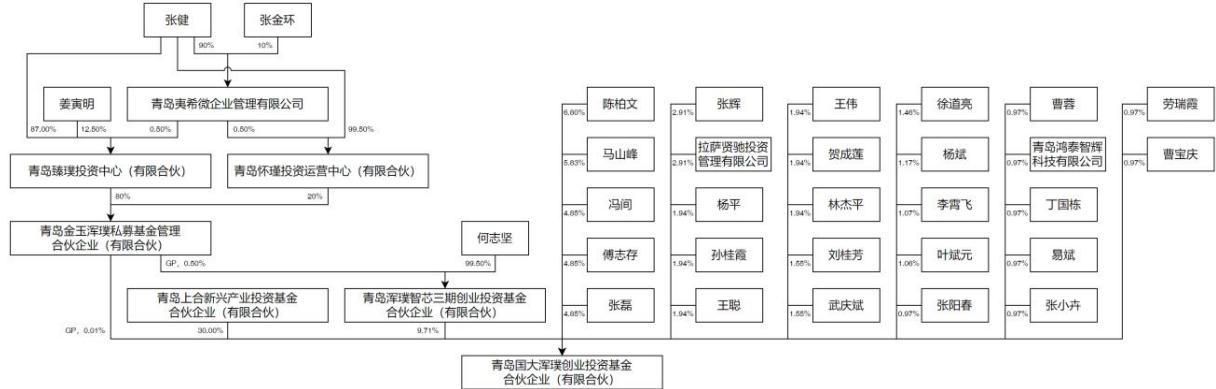 张健
张金环
90%
10%
姜寅明
青岛夷希微企业管理有限公司
87.00%
12.50%
0.50%
0.50%
99.50%
青岛臻璞投资中心（有限合伙）
青岛怀瑾投资运营中心（有限合伙）
80%
20%
青岛金玉浑璞私募基金管理
合伙企业（有限合伙）
何志坚
GP，0.50%
99.50%
青岛上合新兴产业投资基金
合伙企业（有限合伙）
青岛浑璞智芯三期创业投资基金
合伙企业（有限合伙）
GP，0.01%
30.00%
9.71%
陈柏文
6.80%
马山峰
5.83%
冯间
4.85%
傅志存
4.85%
张磊
4.85%
张辉
2.91%
拉萨贤驰投资
管理有限公司
2.91%
杨平
1.94%
孙桂霞
1.94%
王聪
1.94%
王伟
1.94%
贺成莲
1.94%
林杰平
1.94%
刘桂芳
1.55%
武庆斌
1.55%
徐道亮
1.46%
杨斌
1.17%
李霄飞
1.07%
叶斌元
1.06%
张阳春
0.97%
曹蓉
0.97%
青岛鸿泰智辉
科技有限公司
0.97%
丁国栋
0.97%
易斌
0.97%
张小卉
0.97%
劳瑞霞
0.97%
曹宝庆
0.97%
青岛国大浑璞创业投资基金
合伙企业（有限合伙）